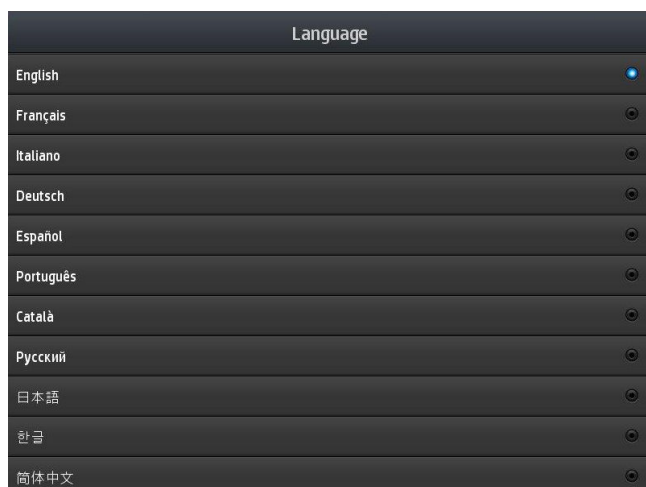 Language
English
Français
Italiano
Deutsch
Español
Português
Català
Русский
日本語
한글
简体中文